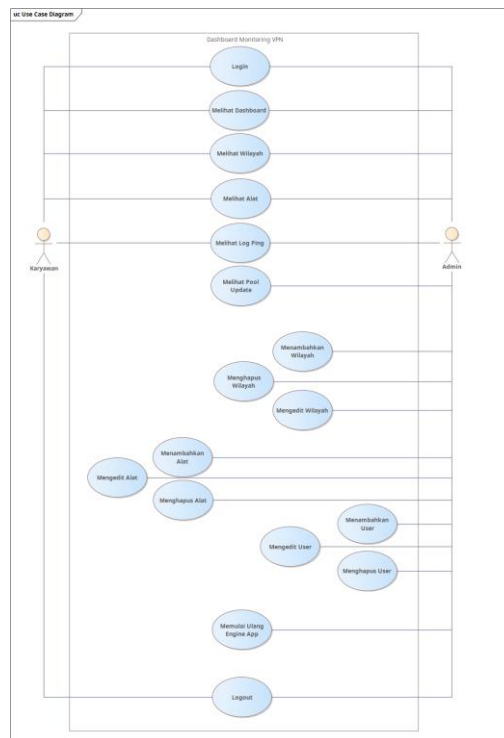 uc Use Case Diagram
Dashboard Monitoring VPN
Login
Melihat Dashboard
Melihat Wilayah
Melihat Alat
Melihat Log Ping
Karyawan
Admin
Melihat Pool
Update
Menambahkan
Wilayah
Menghapus
Wilayah
Mengedit Wilayah
Menambahkan
Alat
Mengedit Alat
Menghapus Alat
Menambahkan
User
Mengedit User
Menghapus User
Memulai Ulang
Engine App
Logout